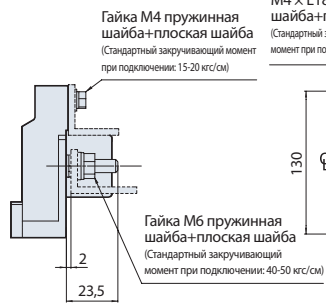 Гайка M4 пружинная
шайба+плоская шайба
(Стандартный закручивающий момент
при подключении: 15-20 кгс/см)
M4×L18
шайба+п
(Стандартный з
момент при по
130
Гайка M6 пружинная
шайба+плоская шайба
(Стандартный закручивающий
момент при подключении: 40-50 кгс/см)
2
23,5